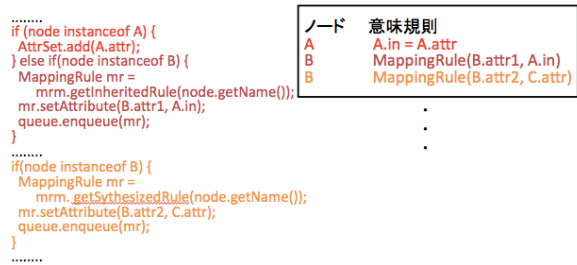 ........
if (node instanceof A) {
AttrSet.add(A.attr);
} else if(node instanceof B) {
MappingRule mr =
mrm.getInheritedRule(node.getName());
mr.setAttribute(B.attr1, A.in);
queue.enqueue(mr);
}
........
if(node instanceof B) {
MappingRule mr =
mrm. getSythesizedRule(node.getName());
mr.setAttribute(B.attr2, C.attr);
queue.enqueue(mr);
}
........
ノード 意味規則
A A.in = A.attr
B MappingRule(B.attr1, A.in)
B MappingRule(B.attr2, C.attr)
.
.
.